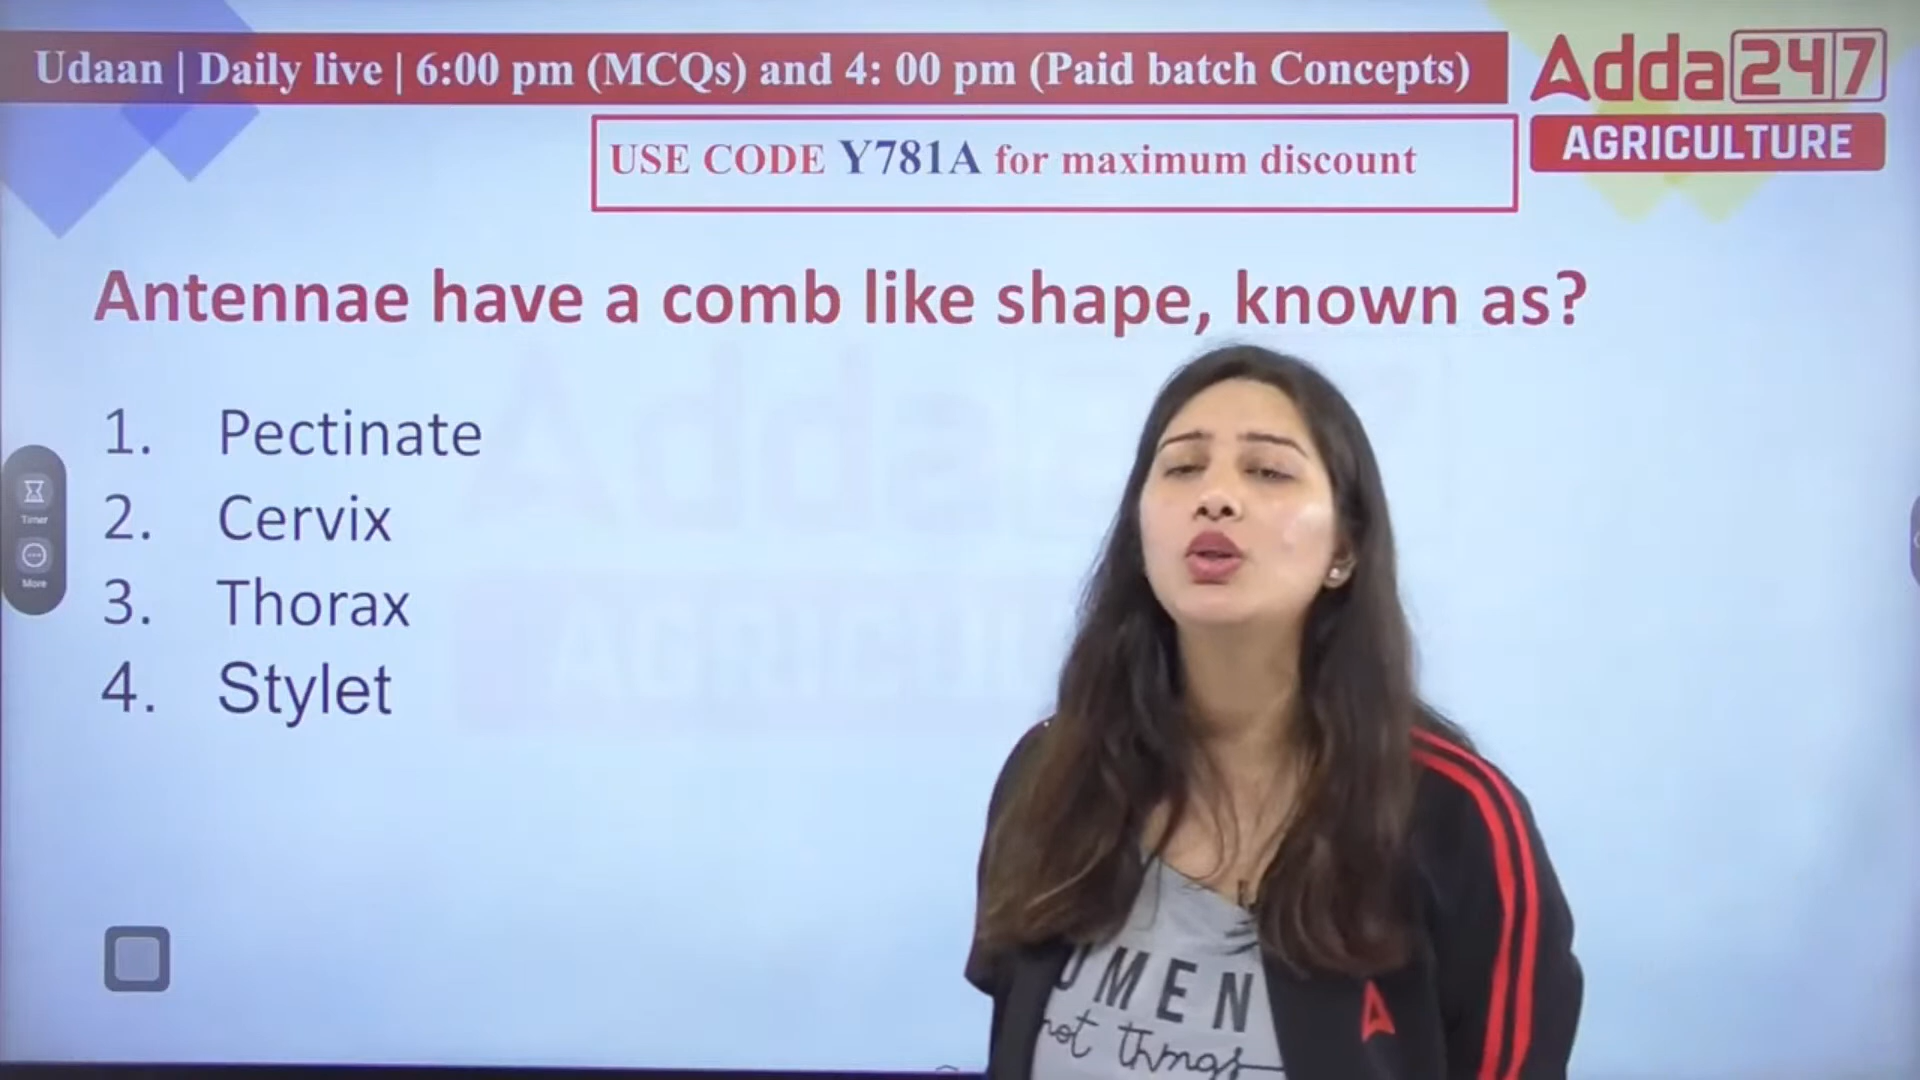 Udaan | Daily live | 6:00 pm (MCQs) and 4: 00 pm (Paid batch Concepts)
Adda247
AGRICULTURE
USE CODE Y781A for maximum discount
Antennae have a comb like shape, known as?
1. Pectinate
2. Cervix
3. Thorax
4. Stylet
Timer
More
not things